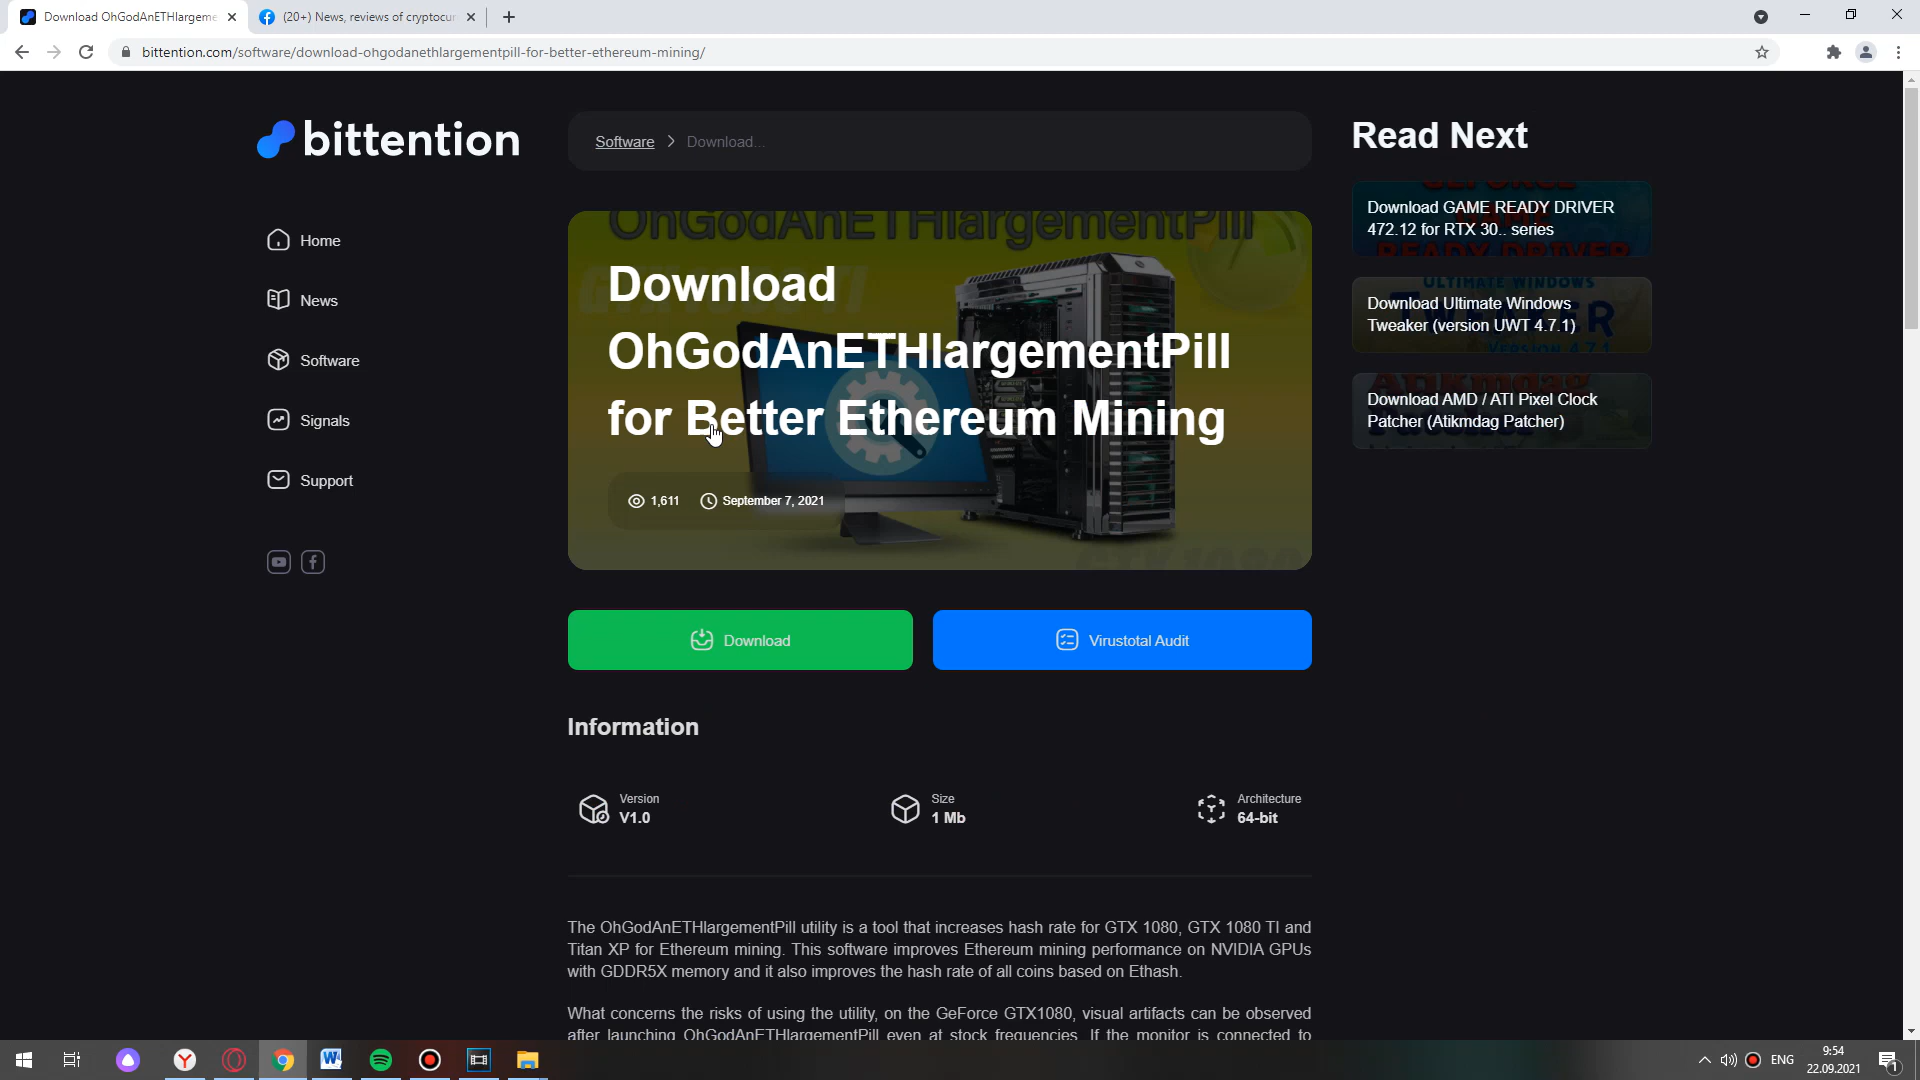 Download OhGodAnETHlargeme
(20+) News, reviews of cryptocur
bittention.com/software/download-ohgodanethlargementpill-for-better-ethereum-mining/
bittention
Software > Download...
Read Next
Home
News
Software
Signals
Support
OhGodAnETHlargementPill
Download
OhGodAnETHlargementPill
for Better Ethereum Mining
1,611 September 7, 2021
Download GAME READY DRIVER
472.12 for RTX 30.. series
Download Ultimate Windows
Tweaker (version UWT 4.7.1)
Download AMD / ATI Pixel Clock
Patcher (Atikmdag Patcher)
Download
Virustotal Audit
Information
Version
V1.0
Size
1 Mb
Architecture
64-bit
The OhGodAnETHlargementPill utility is a tool that increases hash rate for GTX 1080, GTX 1080 TI and
Titan XP for Ethereum mining. This software improves Ethereum mining performance on NVIDIA GPUs
with GDDR5X memory and it also improves the hash rate of all coins based on Ethash.
What concerns the risks of using the utility, on the GeForce GTX1080, visual artifacts can be observed
after launching OhGodAnETHlargementPill even at stock frequencies. If the monitor is connected to
ENG
9:54
22.09.2021
1